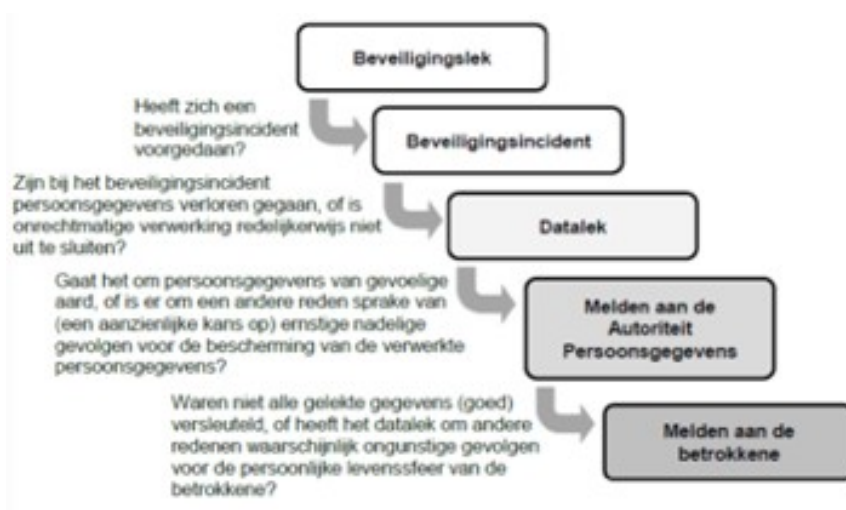 Beveiligingslek
Heeft zich een
beveiligingsincident
voorgedaan?
Beveiligingsincident
Zijn bij het beveiligingsincident
persoonsgegevens verloren gegaan, of is
onrechtmatige verwerking redelijkerwijs niet
uit te sluiten?
Datalek
Gaat het om persoonsgegevens van gevoelige
aard, of is er om een andere reden sprake van
(een aanzienlijke kans op) ernstige nadelige
gevolgen voor de bescherming van de verwerkte
persoonsgegevens?
Melden aan de
Autoriteit
Persoonsgegevens
Waren niet alle gelekte gegevens (goed)
versleuteld, of heeft het datalek om andere
redenen waarschijnlijk ongunstige gevolgen
voor de persoonlijke levenssfeer van de
betrokkene?
Melden aan de
betrokkene